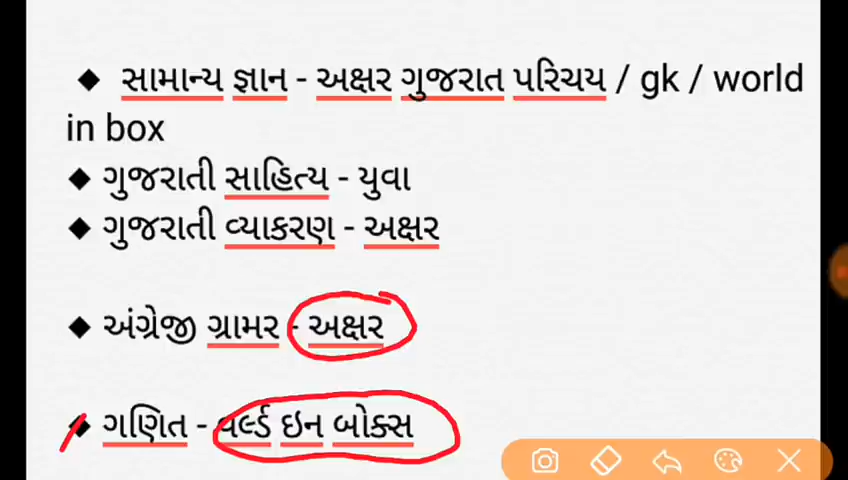 ◆ સામાન્ય જ્ઞાન - અક્ષર ગુજરાત પરિચય / gk / world
in box
◆ ગુજરાતી સાહિત્ય - યુવા
◆ ગુજરાતી વ્યાકરણ - અક્ષર
◆ અંગ્રેજી ગ્રામર - અક્ષર
◆ ગણિત - વર્લ્ડ ઇન બોક્સ